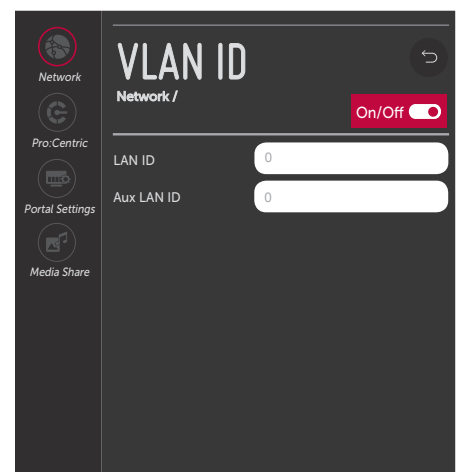 Network
Pro:Centric
Portal Settings
Media Share
VLAN ID
Network /
On/Off
LAN ID
0
Aux LAN ID
0